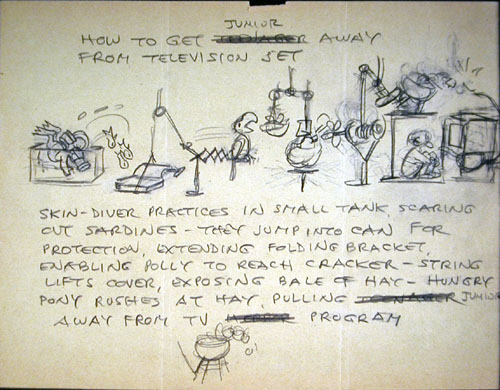 JUNIOR
HOW TO GET TEENAGER AWAY
FROM TELEVISION SET
SKIN-DIVER PRACTICES IN SMALL TANK, SCARING
OUT SARDINES - THEY JUMP INTO CAN FOR
PROTECTION, EXTENDING FOLDING BRACKET,
ENABLING POLLY TO REACH CRACKER - STRING
LIFTS COVER, EXPOSING BALE OF HAY - HUNGRY
PONY RUSHES AT HAY, PULLING TEENAGER JUNIOR
AWAY FROM TV PROGRAM